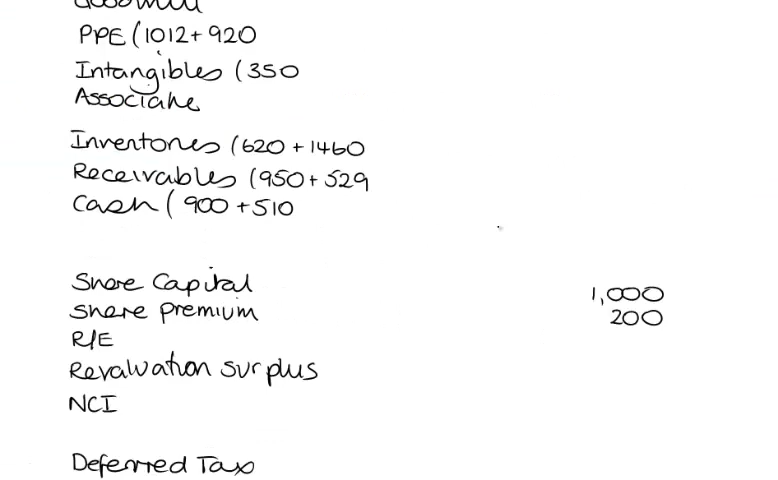 PPE (1012+ 920
Intangibles (350
Associate
Inventories (620 + 1460
Receivables (950 + 529
Cash ( 900 + 510
Share Capital 1,000
Share premium 200
R/E
Revaluation surplus
NCI
Deferred Tax